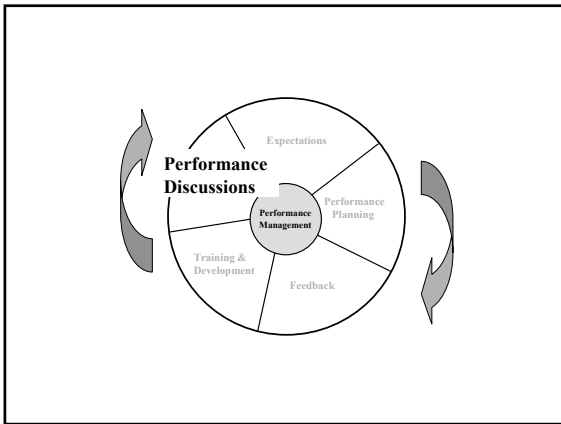 Expectations
Performance
Discussions
Performance
Planning
Performance
Management
Training &
Development
Feedback